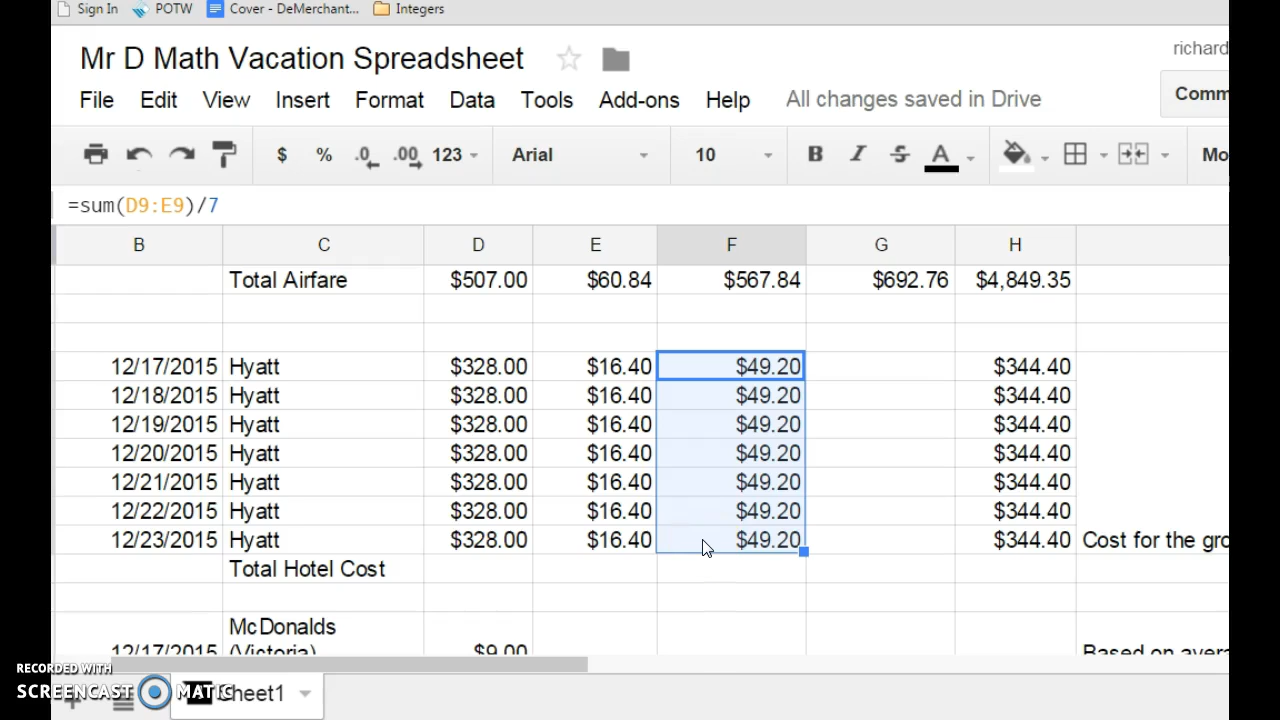 Sign In POTW Cover - DeMerchant... Integers
Mr D Math Vacation Spreadsheet
richard
File Edit View Insert Format Data Tools Add-ons Help All changes saved in Drive
Comm
$ % .0 .00 123 Arial 10 B I S A Mo
=sum(D9:E9)/7
B C D E F G H
Total Airfare $507.00 $60.84 $567.84 $692.76 $4,849.35
12/17/2015 Hyatt $328.00 $16.40 $49.20 $344.40
12/18/2015 Hyatt $328.00 $16.40 $49.20 $344.40
12/19/2015 Hyatt $328.00 $16.40 $49.20 $344.40
12/20/2015 Hyatt $328.00 $16.40 $49.20 $344.40
12/21/2015 Hyatt $328.00 $16.40 $49.20 $344.40
12/22/2015 Hyatt $328.00 $16.40 $49.20 $344.40
12/23/2015 Hyatt $328.00 $16.40 $49.20 $344.40 Cost for the gro
Total Hotel Cost
McDonalds
12/17/2015 (Victoria) $9.00 Based on avera
RECORDED WITH
SCREENCAST MATIC
Sheet1